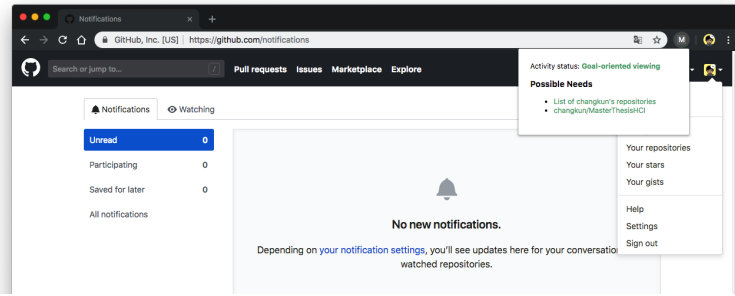 Notifications
GitHub, Inc. [US] | https://github.com/notifications
M
Search or jump to...
/
Pull requests Issues Marketplace Explore
Activity status: Goal-oriented viewing
Possible Needs
List of changkun's repositories
changkun/MasterThesisHCI
Notifications
Watching
Unread 0
Participating 0
Saved for later 0
All notifications
Your repositories
Your stars
Your gists
Help
Settings
Sign out
No new notifications.
Depending on your notification settings, you'll see updates here for your conversatio
watched repositories.